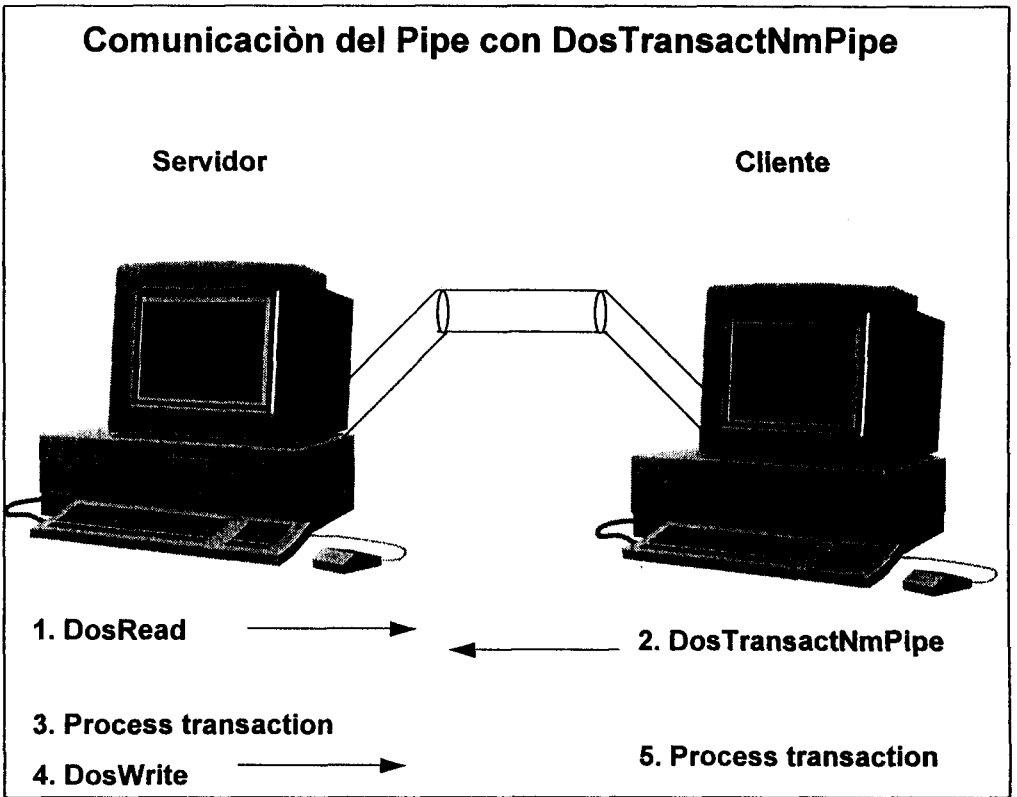 Comunicaciòn del Pipe con DosTransactNmPipe
Servidor
Cliente
1. DosRead
2. DosTransactNmPipe
3. Process transaction
4. DosWrite
5. Process transaction